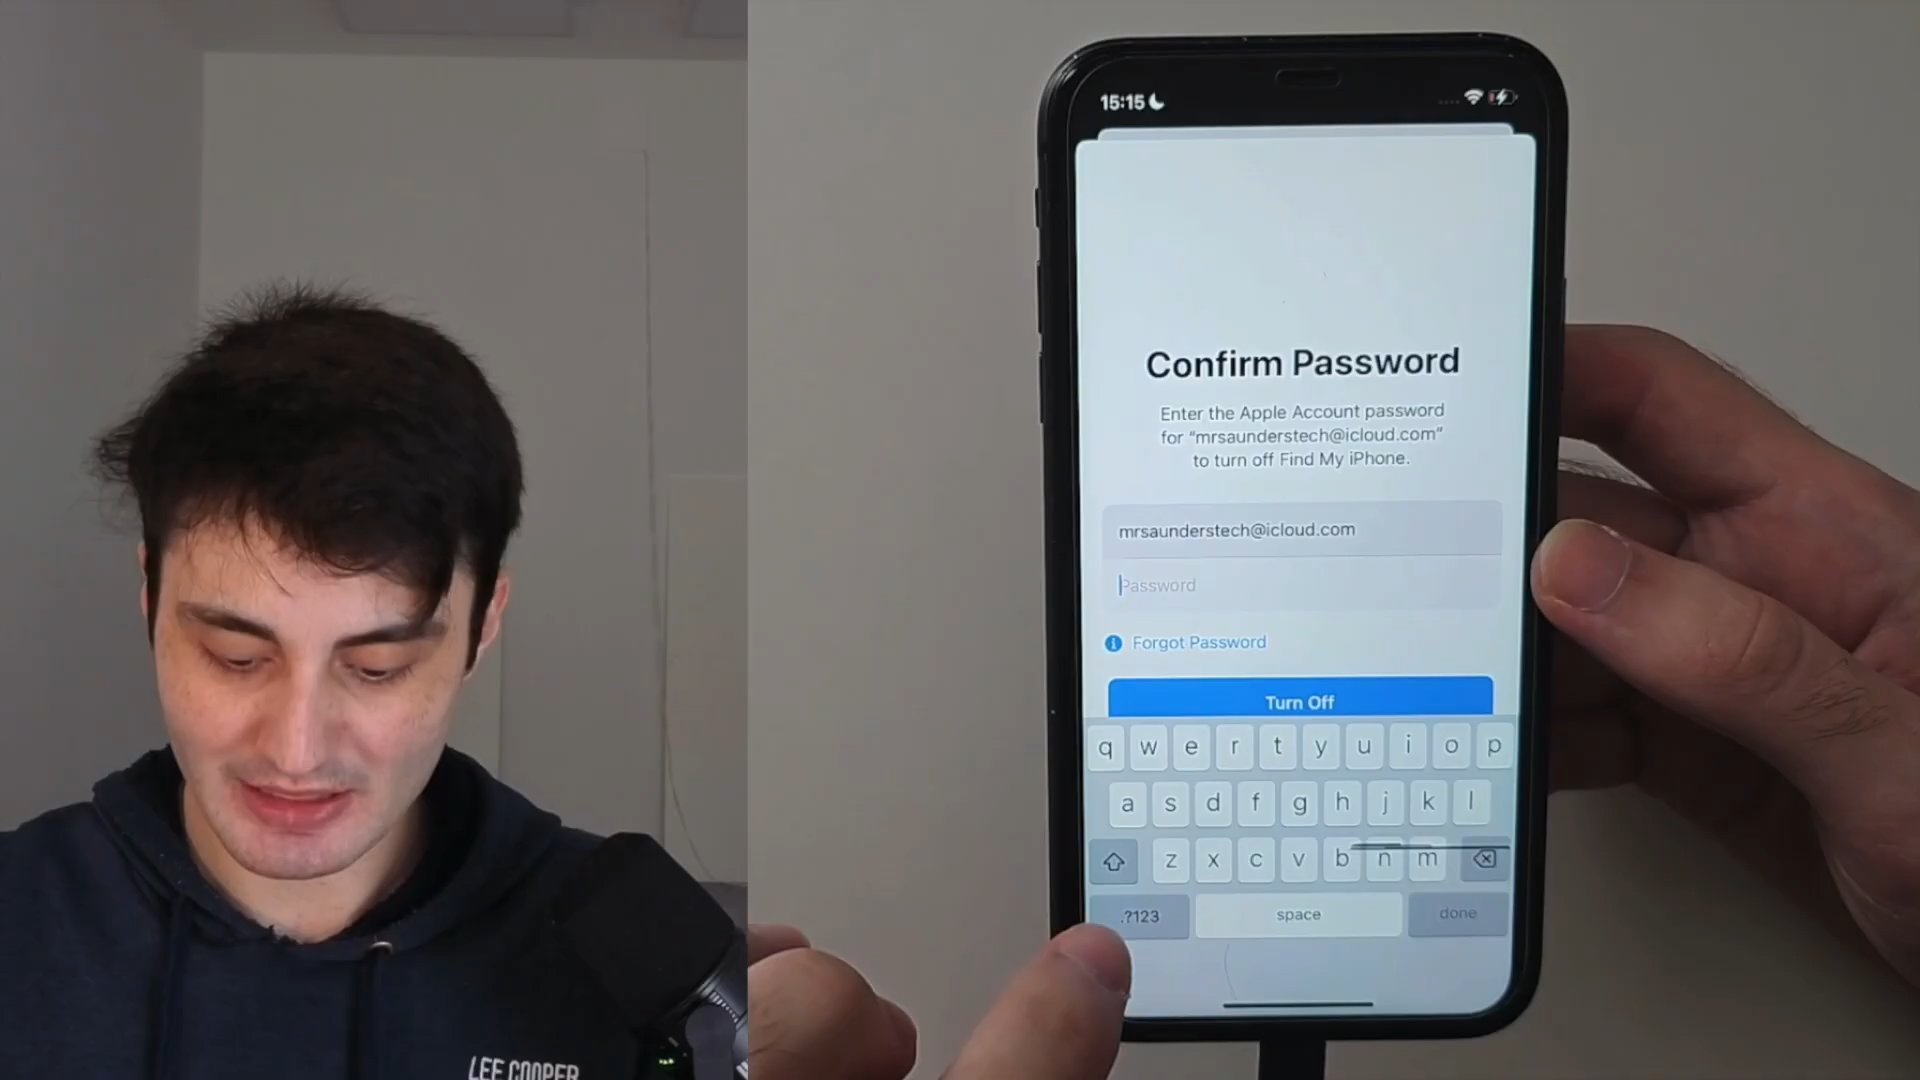 15:15
Confirm Password
Enter the Apple Account password
for “mrsaunderstech@icloud.com”
to turn off Find My iPhone.
mrsaunderstech@icloud.com
Password
Forgot Password
Turn Off
q w e r t y u i o p
a s d f g h j k l
z x c v b n m
.?123 space done
LEE COOPER